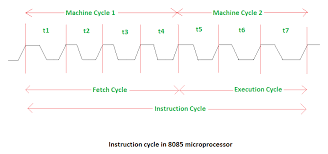 Machine Cycle 1 Machine Cycle 2
t1 t2 t3 t4 t5 t6 t7
Fetch Cycle Execution Cycle
Instruction Cycle
Instruction cycle in 8085 microprocessor